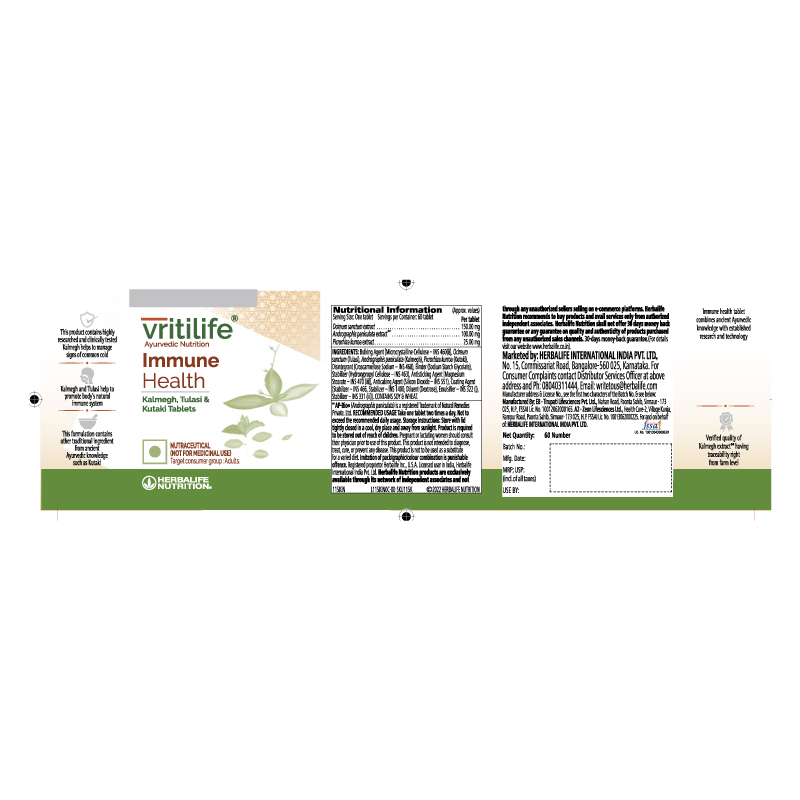 This product contains highly
researched and clinically tested
Kalmegh helps to manage
signs of common cold
Kalmegh and Tulasi help to
promote body's natural
immune system
This formulation contains
other traditional ingredient
from ancient
Ayurvedic knowledge
such as Kutaki
vritilife®
Ayurvedic Nutrition
Immune
Health
Kalmegh, Tulasi &
Kutaki Tablets
NUTRACEUTICAL
(NOT FOR MEDICINAL USE)
Target consumer group : Adults.
HERBALIFE
NUTRITION®
Nutritional Information (Approx. values)
Serving Size: One tablet Servings per Container: 60 tablet Per tablet
Ocimum sanctum extract 150.00 mg
Andrographis paniculata extract** 100.00 mg
Picrorhiza kurroa extract 25.00 mg
INGREDIENTS: Bulking Agent (Microcrystalline Cellulose – INS 460(i)), Ocimum
sanctum (Tulasi), Andrographis paniculata (Kalmegh), Picrorhiza kurroa (Kutaki),
Disintegrant (Croscarmellose Sodium – INS 468), Binder (Sodium Starch Glycolate),
Stabilizer (Hydroxypropyl Cellulose – INS 463), Antisticking Agent (Magnesium
Stearate – INS 470 (iii)), Anticaking Agent (Silicon Dioxide – INS 551), Coating Agent
(Stabilizer – INS 466, Stabilizer – INS 1400, Diluent (Dextrose), Emulsifier – INS 322 (i),
Stabilizer – INS 331 (iii)). CONTAINS SOY & WHEAT.
**AP-Bio® (Andrographis paniculata) is a registered Trademark of Natural Remedies
Private. Ltd. RECOMMENDED USAGE Take one tablet two times a day. Not to
exceed the recommended daily usage. Storage Instructions: Store with lid
tightly closed in a cool, dry place and away from sunlight. Product is required
to be stored out of reach of children. Pregnant or lactating women should consult
their physician prior to use of this product. This product is not intended to diagnose,
treat, cure, or prevent any disease. This product is not to be used as a substitute
for a varied diet. Imitation of packaging/colour combination is punishable
offence. Registered proprietor Herbalife Inc., U.S.A. Licensed user in India, Herbalife
International India Pvt. Ltd. Herbalife Nutrition products are exclusively
available through its network of independent associates and not
115KIN ©2022 HERBALIFE NUTRITION
through any unauthorized sellers selling on e-commerce platforms. Herbalife
Nutrition recommends to buy products and avail services only from authorized
independent associates. Herbalife Nutrition shall not offer 30 days money back
guarantee or any guarantee on quality and authenticity of products purchased
from any unauthorized sales channels. 30-days money-back guarantee.(For details
visit our website www.herbalife.co.in).
Marketed by: HERBALIFE INTERNATIONAL INDIA PVT. LTD.,
No. 15, Commissariat Road, Bangalore-560 025, Karnataka. For
Consumer Complaints contact Distributor Services Officer at above
address and Ph: 08040311444, Email: writetous@herbalife.com
Manufacturer address & License No., see the first two characters of the Batch No. & see below:
Manufactured By: EU - Tirupati Lifesciences Pvt. Ltd., Nahan Road, Paonta Sahib, Sirmaur - 173
025, H.P. FSSAI Lic. No. AZ - Zeon Lifesciences Ltd., Village Kunja,
Rampur Road, Paonta Sahib, Sirmaur- 173 025, H.P. FSSAI Lic. No. For and on behalf
of: HERBALIFE INTERNATIONAL INDIA PVT. LTD.
fssai
Net Quantity: 60 Number
Batch No.:
Mfg. Date:
MRP; USP:
(incl.of all taxes)
USE BY:
Immune health tablet
combines ancient Ayurvedic
knowledge with established
research and technology
Verified quality of
'Kalmegh extract'** having
traceability right
from farm level